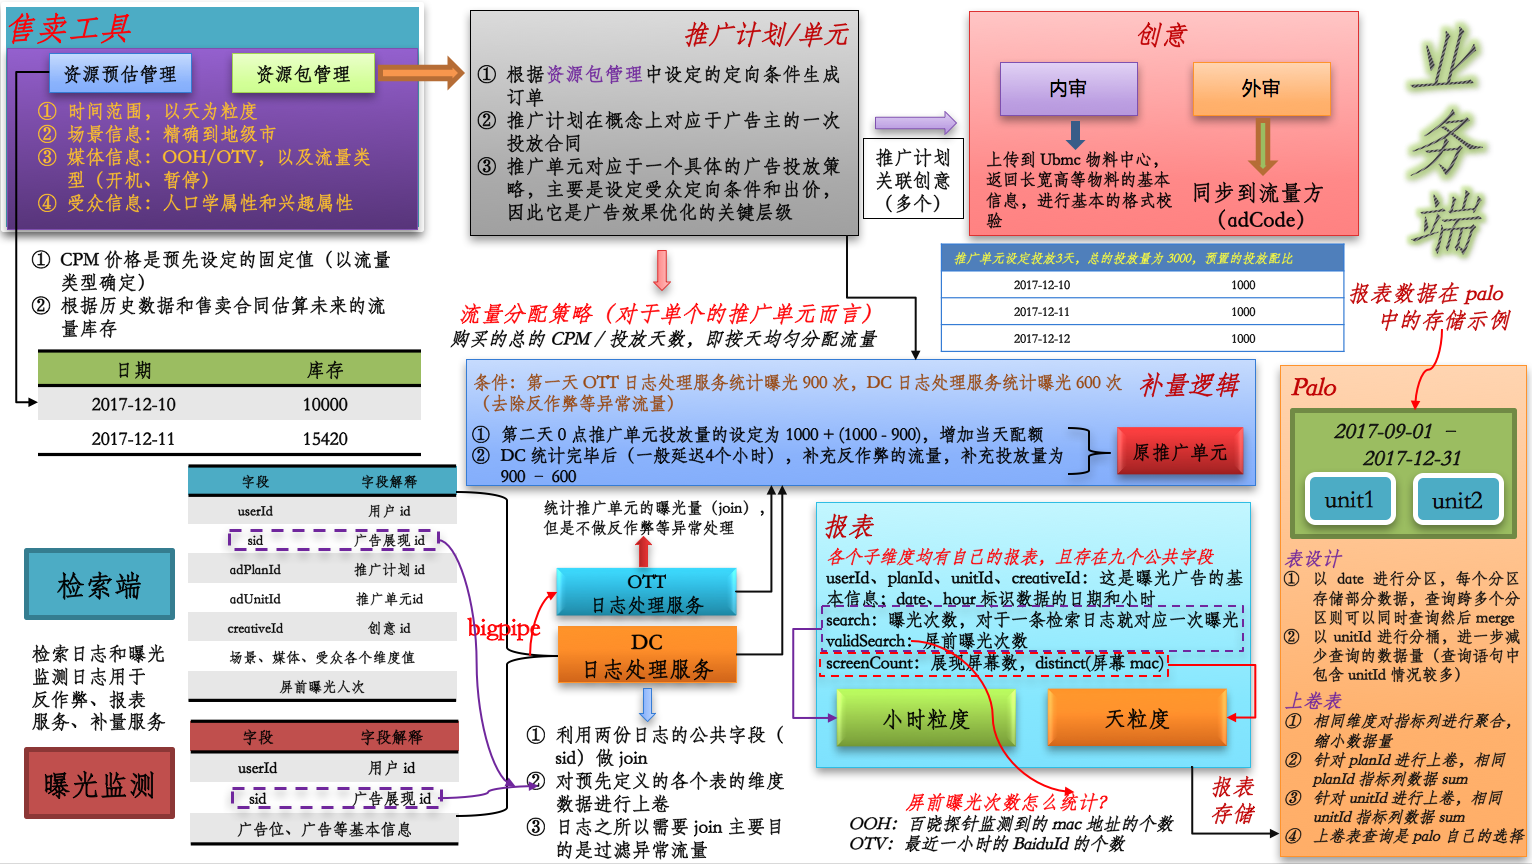 售卖工具
资源预估管理
资源包管理
① 时间范围，以天为粒度
② 场景信息：精确到地级市
③ 媒体信息：OOH/OTV，以及流量类
型（开机、暂停）
④ 受众信息：人口学属性和兴趣属性
① CPM 价格是预先设定的固定值（以流量
类型确定）
② 根据历史数据和售卖合同估算未来的流
量库存
日期 库存
2017-12-10 10000
2017-12-11 15420
推广计划/单元
① 根据资源包管理中设定的定向条件生成
订单
② 推广计划在概念上对应于广告主的一次
投放合同
③ 推广单元对应于一个具体的广告投放策
略，主要是设定受众定向条件和出价，
因此它是广告效果优化的关键层级
推广计划
关联创意
（多个）
创意
内审
外审
上传到 Ubmc 物料中心，
返回长宽高等物料的基本
信息，进行基本的格式校
验
同步到流量方
（adCode）
业
务
端
流量分配策略（对于单个的推广单元而言）
购买的总的 CPM / 投放天数，即按天均匀分配流量
推广单元设定投放3天，总的投放量为 3000，预置的投放配比
2017-12-10 1000
2017-12-11 1000
2017-12-12 1000
报表数据在 palo
中的存储示例
条件：第一天 OTT 日志处理服务统计曝光 900 次，DC 日志处理服务统计曝光 600 次
（去除反作弊等异常流量）
补量逻辑
① 第二天 0 点推广单元投放量的设定为 1000 + (1000 - 900)，增加当天配额
② DC 统计完毕后（一般延迟4个小时），补充反作弊的流量，补充投放量为
900 − 600
原推广单元
检索端
检索日志和曝光
监测日志用于
反作弊、报表
服务、补量服务
曝光监测
字段 字段解释
userId 用户 id
sid 广告展现 id
adPlanId 推广计划 id
adUnitId 推广单元id
creativeId 创意 id
场景、媒体、受众各个维度值
屏前曝光人次
字段 字段解释
userId 用户 id
sid 广告展现 id
广告位、广告等基本信息
bigpipe
统计推广单元的曝光量（join），
但是不做反作弊等异常处理
OTT
日志处理服务
DC
日志处理服务
① 利用两份日志的公共字段（
sid）做 join
② 对预先定义的各个表的维度
数据进行上卷
③ 日志之所以需要 join 主要目
的是过滤异常流量
报表
各个子维度均有自己的报表，且存在九个公共字段
userId、planId、unitId、creativeId：这是曝光广告的基
本信息；date、hour 标识数据的日期和小时
search：曝光次数，对于一条检索日志就对应一次曝光
validSearch：屏前曝光次数
screenCount：展现屏幕数，distinct(屏幕 mac)
小时粒度
天粒度
屏前曝光次数怎么统计？
OOH：百晓探针监测到的 mac 地址的个数
OTV：最近一小时的 BaiduId 的个数
报表
存储
Palo
2017-09-01 −
2017-12-31
unit1
unit2
表设计
① 以 date 进行分区，每个分区
存储部分数据，查询跨多个分
区则可以同时查询然后 merge
② 以 unitId 进行分桶，进一步减
少查询的数据量（查询语句中
包含 unitId 情况较多）
上卷表
① 相同维度对指标列进行聚合，
缩小数据量
② 针对 planId 进行上卷，相同
planId 指标列数据 sum
③ 针对 unitId 进行上卷，相同
unitId 指标列数据 sum
④ 上卷表查询是 palo 自己的选择